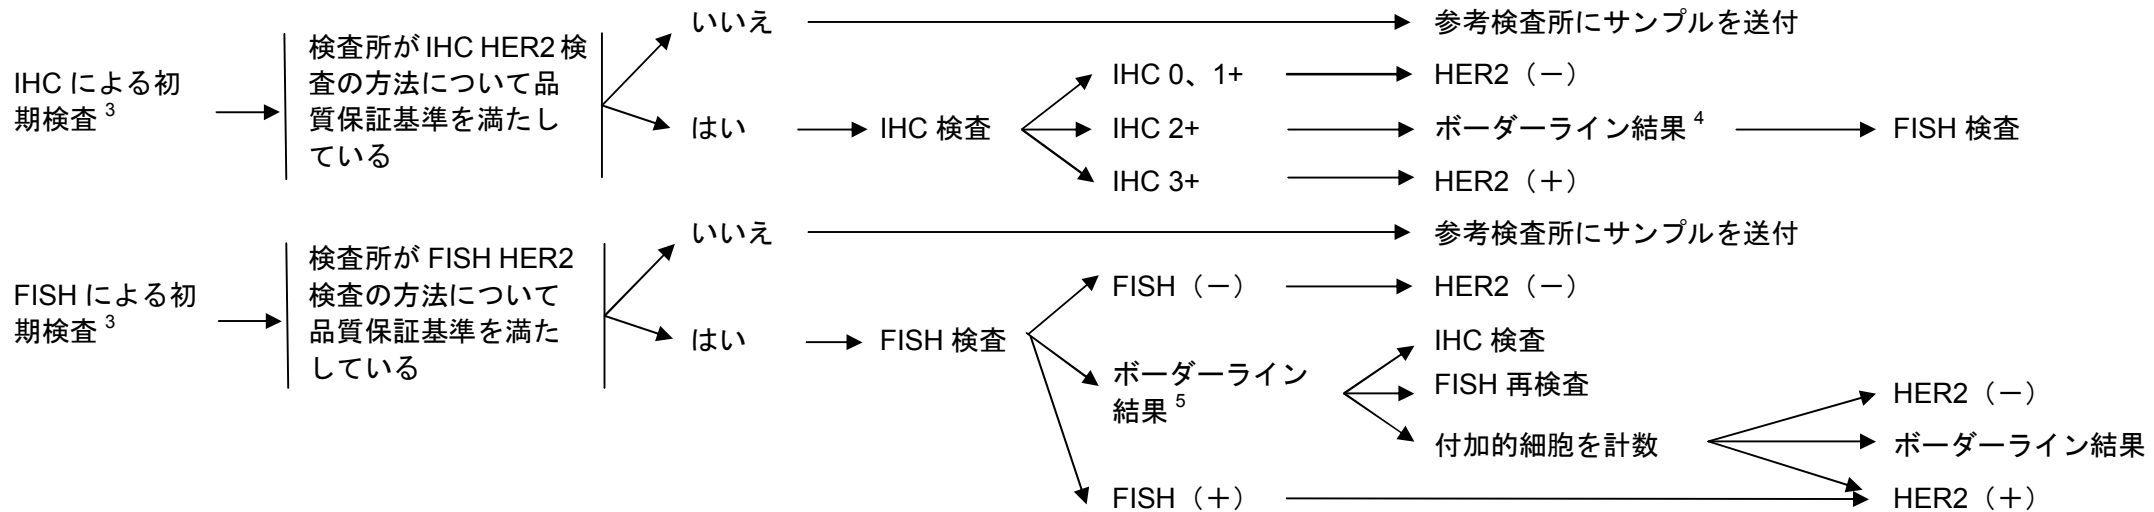 いいえ
参考検査所にサンプルを送付
IHC による初
期検査 3
検査所が IHC HER2 検
査の方法について品
質保証基準を満たし
ている
はい
IHC 検査
IHC 0、1+
HER2（－）
IHC 2+
ボーダーライン結果 4
FISH 検査
IHC 3+
HER2（＋）
いいえ
参考検査所にサンプルを送付
FISH による初
期検査 3
検査所が FISH HER2
検査の方法について
品質保証基準を満た
している
はい
FISH 検査
FISH（－）
HER2（－）
ボーダーライン
結果 5
IHC 検査
FISH 再検査
付加的細胞を計数
HER2（－）
ボーダーライン結果
FISH（＋）
HER2（＋）